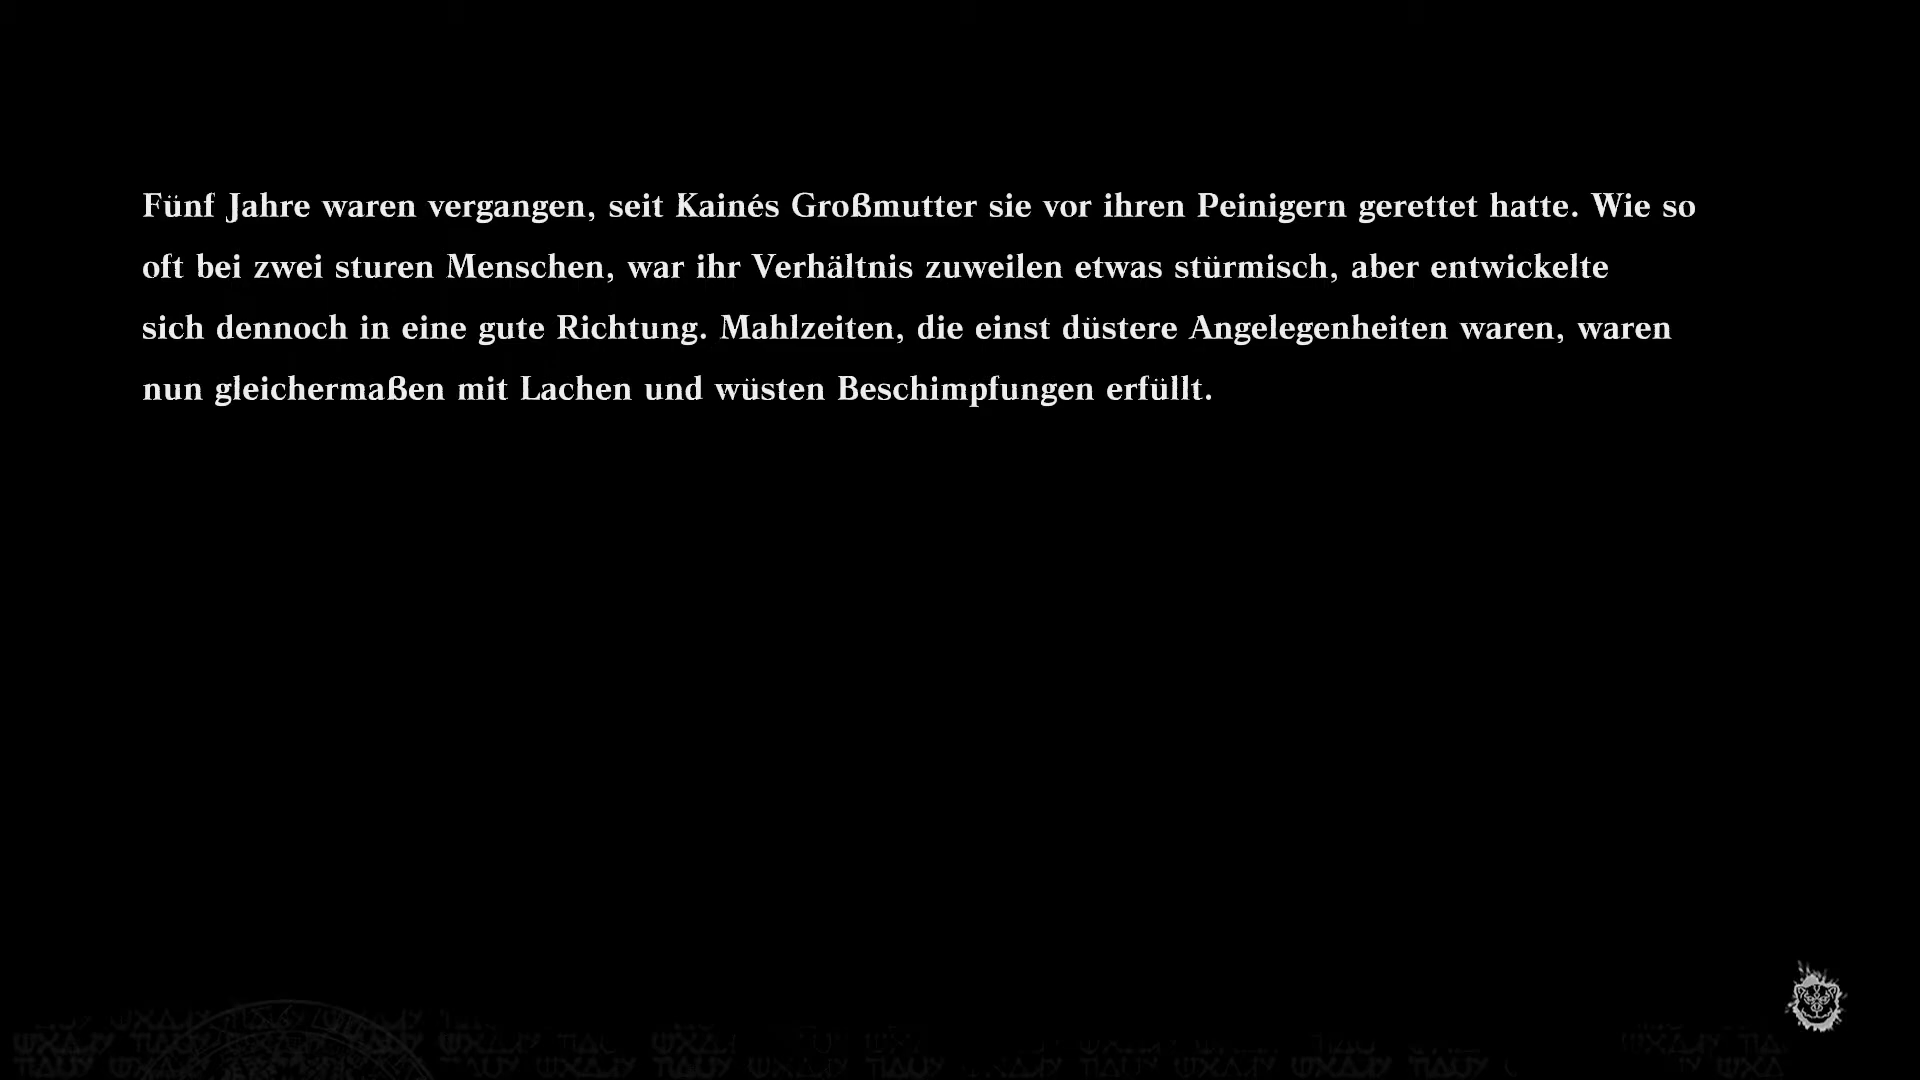 Fünf Jahre waren vergangen, seit Kainés Großmutter sie vor ihren Peinigern gerettet hatte. Wie so
oft bei zwei sturen Menschen, war ihr Verhältnis zuweilen etwas stürmisch, aber entwickelte
sich dennoch in eine gute Richtung. Mahlzeiten, die einst düstere Angelegenheiten waren, waren
nun gleichermaßen mit Lachen und wüsten Beschimpfungen erfüllt.